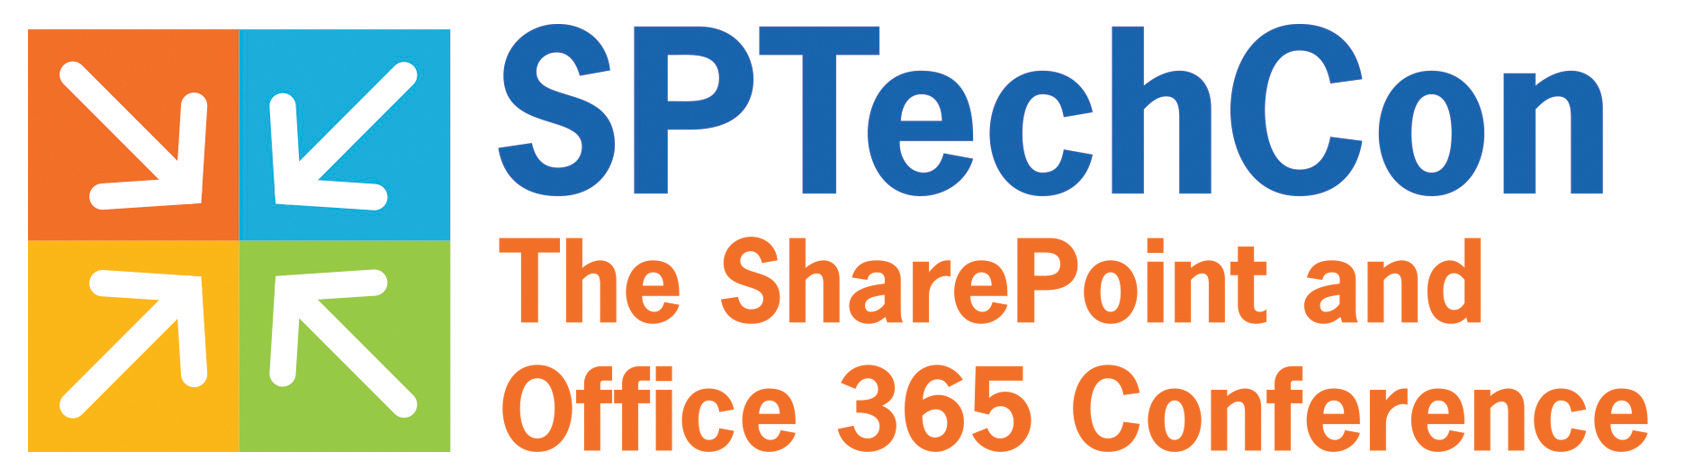 SPTechCon
The SharePoint and
Office 365 Conference